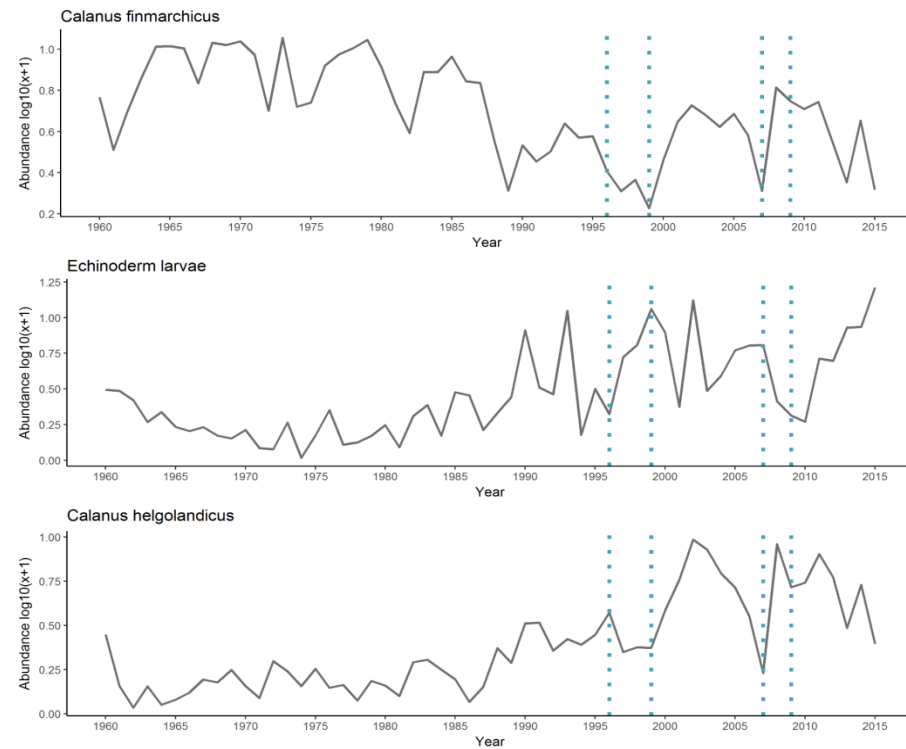 Calanus finmarchicus
Abundance log10(x+1)
1.0
0.8
0.6
0.4
0.2
1960 1965 1970 1975 1980 1985 1990 1995 2000 2005 2010 2015
Year
Echinoderm larvae
Abundance log10(x+1)
1.25
1.00
0.75
0.50
0.25
0.00
1960 1965 1970 1975 1980 1985 1990 1995 2000 2005 2010 2015
Year
Calanus helgolandicus
Abundance log10(x+1)
1.00
0.75
0.50
0.25
0.00
1960 1965 1970 1975 1980 1985 1990 1995 2000 2005 2010 2015
Year